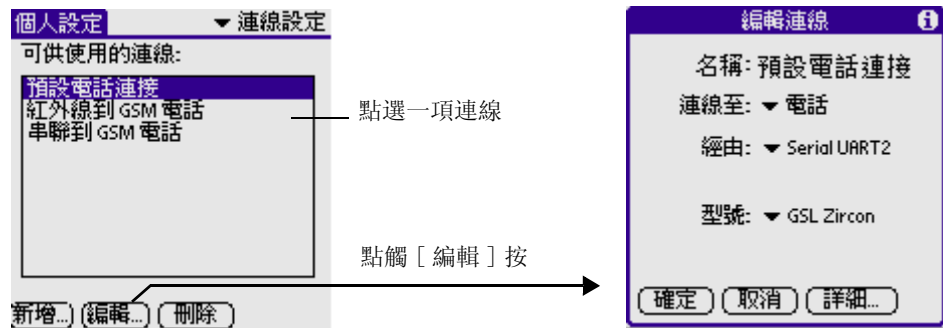 個人設定
連線設定
可供使用的連線:
預設電話連接
紅外線到 GSM 電話
串聯到 GSM 電話
新增...
編輯...
刪除
點選一項連線
點觸［編輯］按
編輯連線
名稱: 預設電話連接
連線至: 電話
經由: Serial UART2
型號: GSL Zircon
確定
取消
詳細...